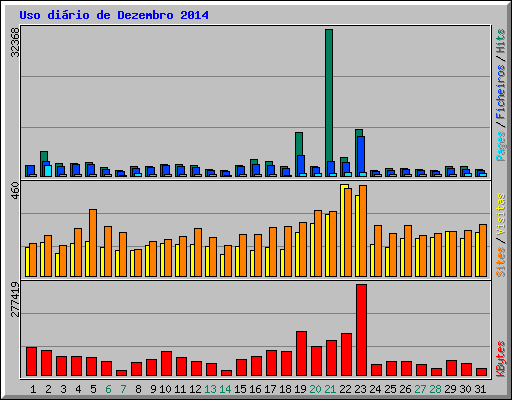 Uso diário de Dezembro 2014
32368
Pages / Ficheiros / Hits
460
Sites / Visitas
277419
KBytes
1 2 3 4 5 6 7 8 9 10 11 12 13 14 15 16 17 18 19 20 21 22 23 24 25 26 27 28 29 30 31